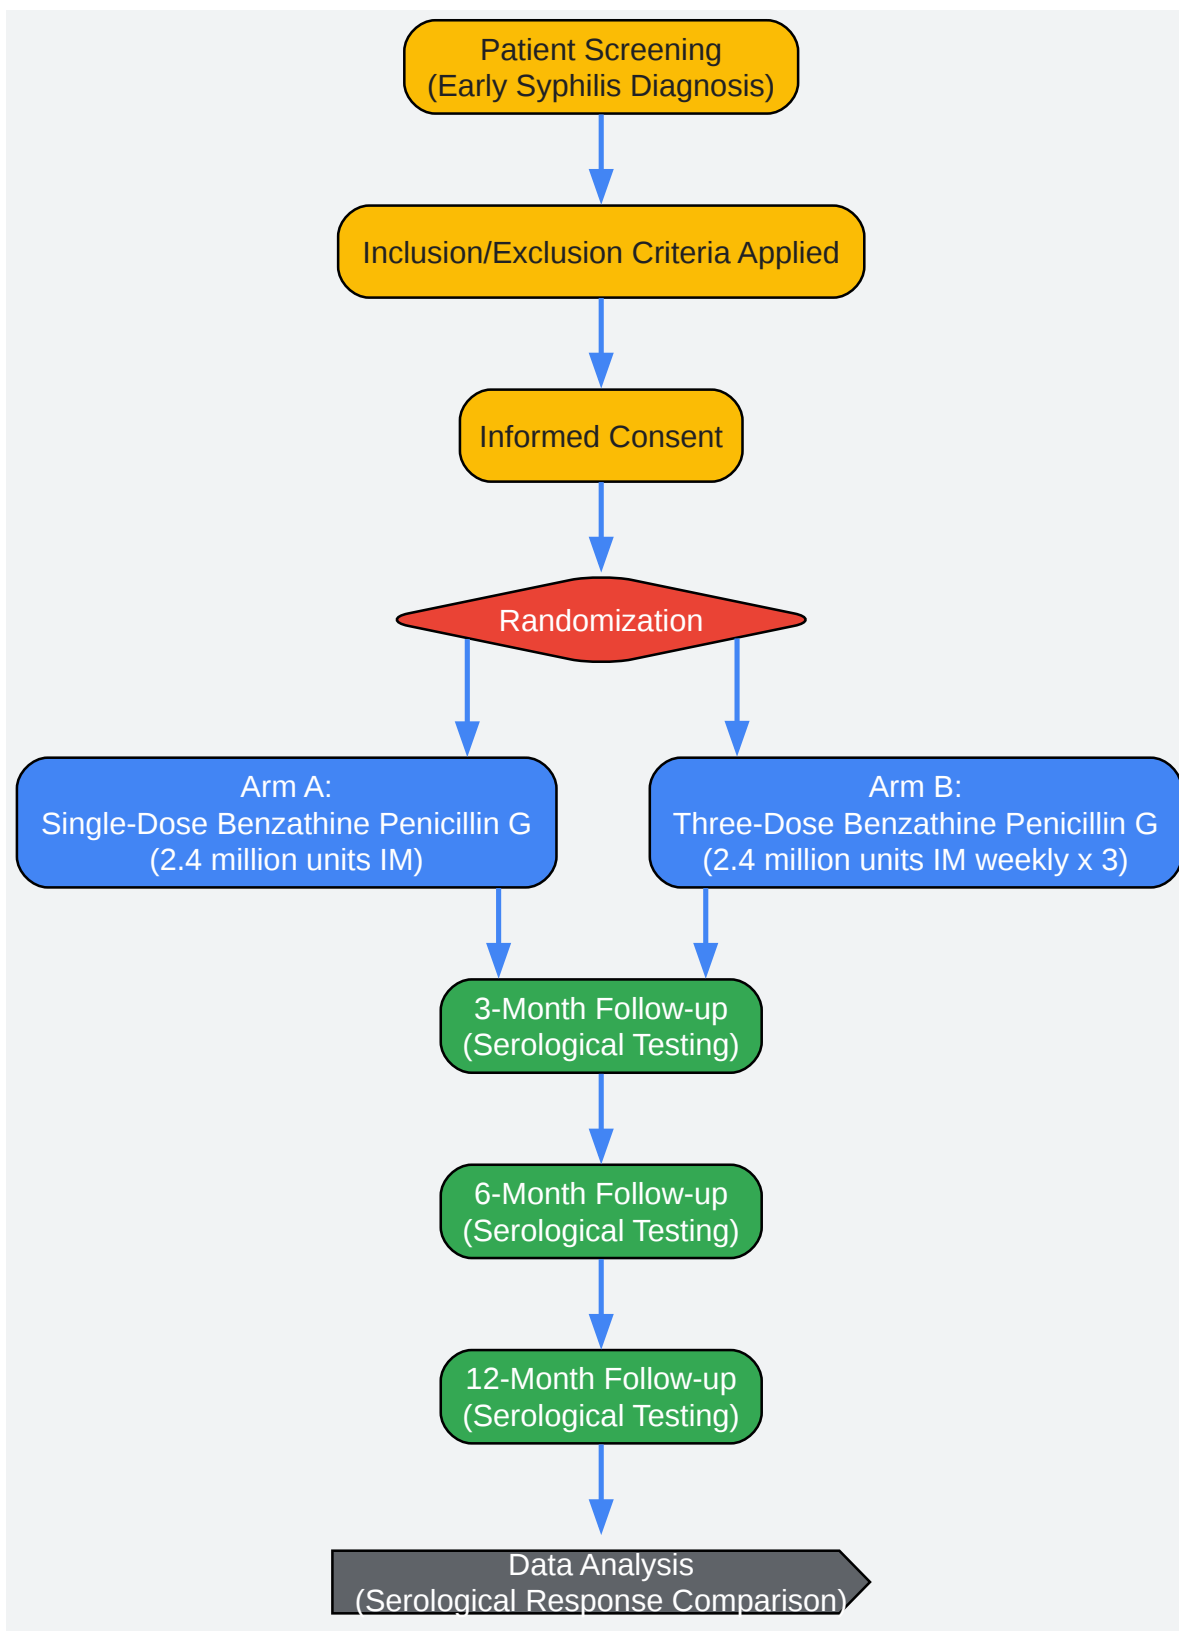 Patient Screening
(Early Syphilis Diagnosis)
Inclusion/Exclusion Criteria Applied
Informed Consent
Randomization
Arm A:
Single-Dose Benzathine Penicillin G
(2.4 million units IM)
Arm B:
Three-Dose Benzathine Penicillin G
(2.4 million units IM weekly x 3)
3-Month Follow-up
(Serological Testing)
6-Month Follow-up
(Serological Testing)
12-Month Follow-up
(Serological Testing)
Data Analysis
(Serological Response Comparison)